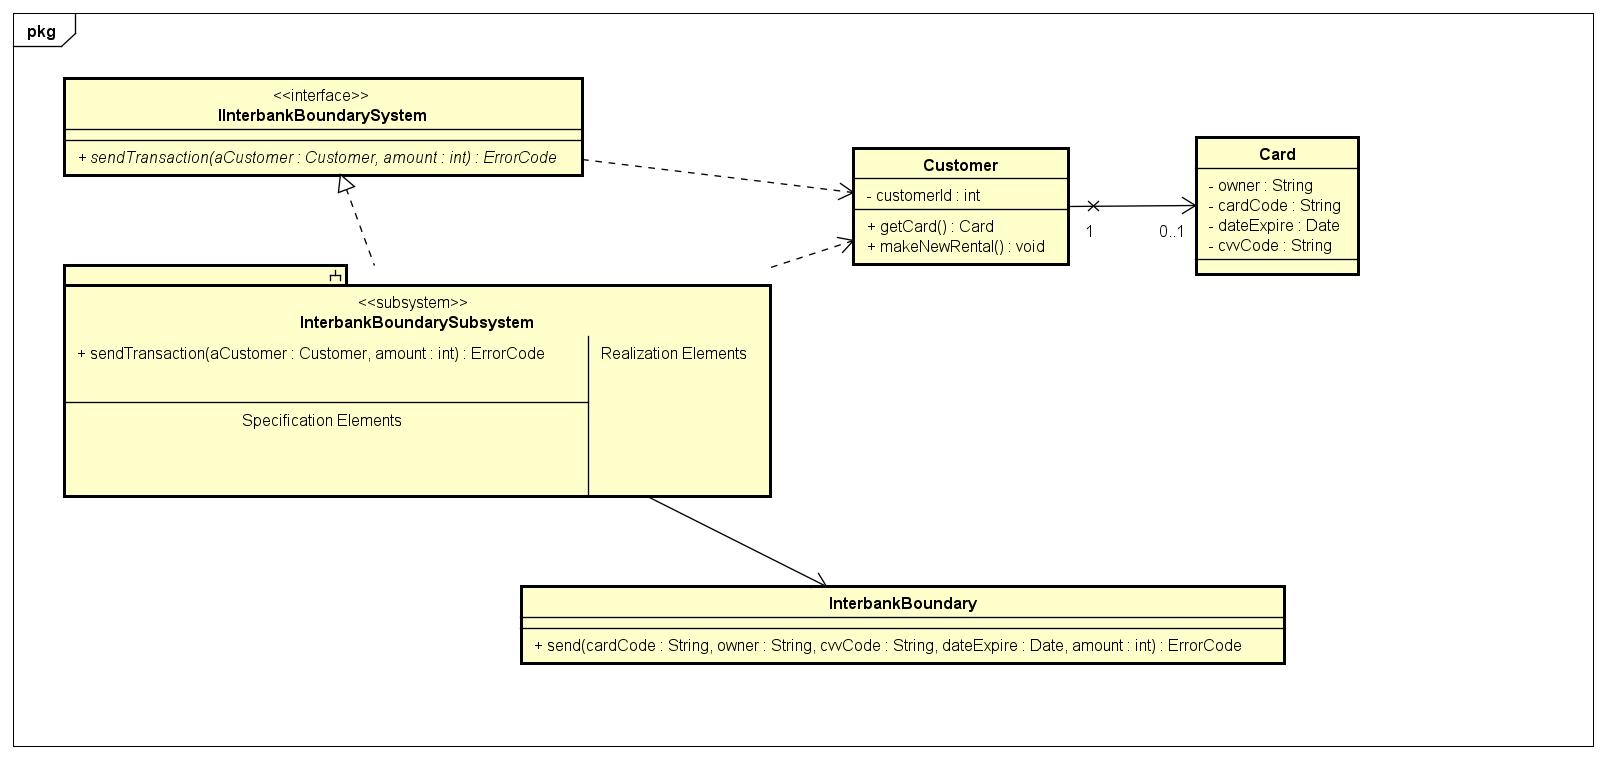 pkg
<<interface>>
IInterbankBoundarySystem
+ sendTransaction(aCustomer : Customer, amount : int) : ErrorCode
Customer
- customerId : int
+ getCard() : Card
+ makeNewRental() : void
1
0..1
Card
- owner : String
- cardCode : String
- dateExpire : Date
- cvvCode : String
<<subsystem>>
InterbankBoundarySubsystem
+ sendTransaction(aCustomer : Customer, amount : int) : ErrorCode
Realization Elements
Specification Elements
InterbankBoundary
+ send(cardCode : String, owner : String, cvvCode : String, dateExpire : Date, amount : int) : ErrorCode